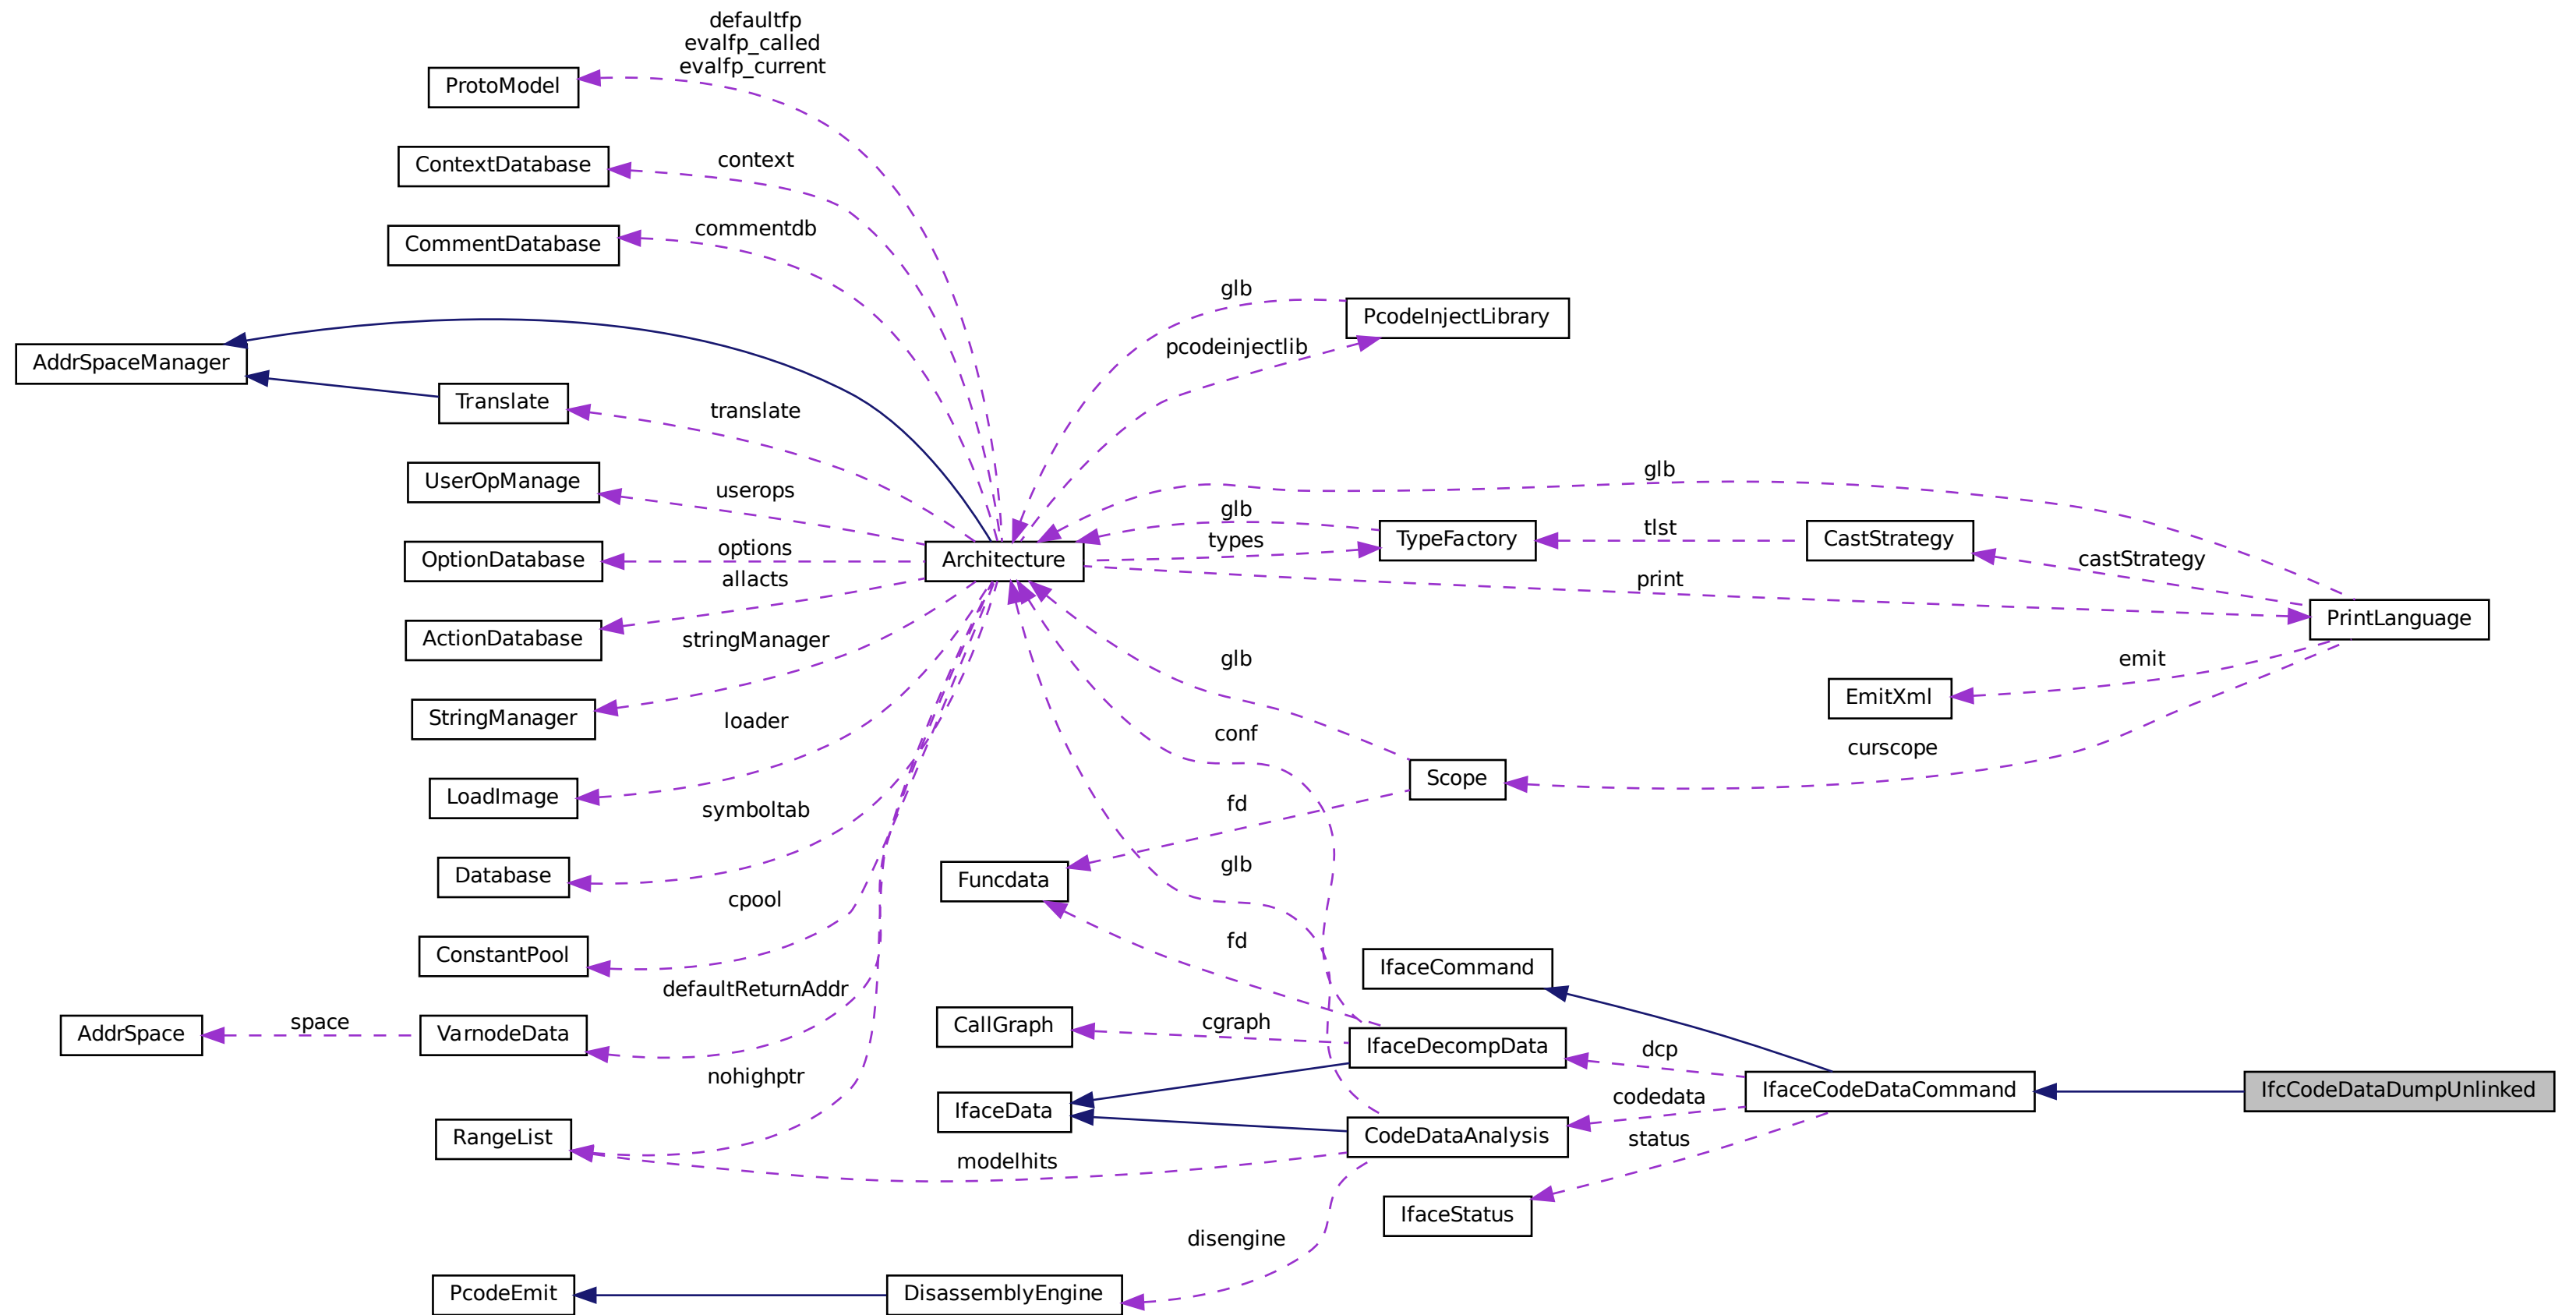 defaultfp
evalfp_called
evalfp_current
ProtoModel
context
ContextDatabase
commentdb
CommentDatabase
glb
PcodeInjectLibrary
pcodeinjectlib
AddrSpaceManager
Translate
translate
glb
UserOpManage
userops
glb
types
TypeFactory
tlst
CastStrategy
castStrategy
OptionDatabase
options
allacts
Architecture
print
PrintLanguage
ActionDatabase
stringManager
glb
emit
EmitXml
StringManager
loader
conf
curscope
Scope
LoadImage
symboltab
fd
glb
Database
Funcdata
cpool
fd
ConstantPool
IfaceCommand
defaultReturnAddr
AddrSpace
space
VarnodeData
CallGraph
cgraph
IfaceDecompData
dcp
nohighptr
IfaceCodeDataCommand
IfcCodeDataDumpUnlinked
IfaceData
codedata
RangeList
CodeDataAnalysis
status
modelhits
IfaceStatus
disengine
PcodeEmit
DisassemblyEngine